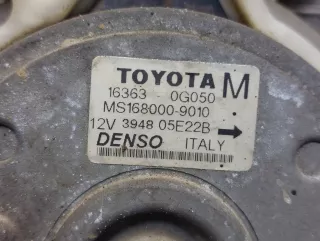 TOYOTA M
16363 - 0G050
MS168000-9010
12V 3948 05E22B →
DENSO ITALY